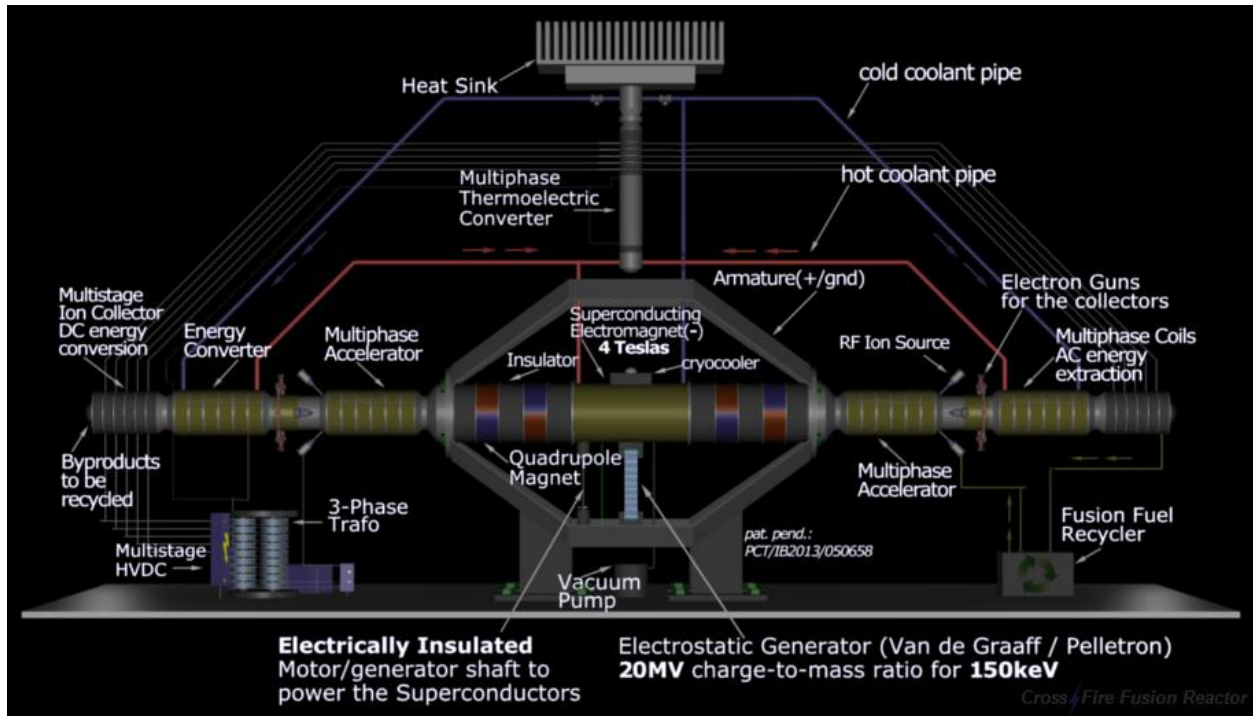 Heat Sink
cold coolant pipe
Multiphase
Thermoelectric
Converter
hot coolant pipe
Armature(+/gnd)
Electron Guns
for the collectors
Multistage
Ion Collector
DC energy
conversion
Energy
Converter
Multiphase
Accelerator
Superconducting
Electromagnet(-)
4 Teslas
Insulator
cryocooler
RF Ion Source
Multiphase Coils
AC energy
extraction
Byproducts
to be
recycled
Quadrupole
Magnet
Multiphase
Accelerator
3-Phase
Trafo
Multistage
HVDC
Vacuum
Pump
pat. pend.:
PCT/IB2013/050658
Fusion Fuel
Recycler
Electrically Insulated
Motor/generator shaft to
power the Superconductors
Electrostatic Generator (Van de Graaff / Pelletron)
20MV charge-to-mass ratio for 150keV
Cross Fire Fusion Reactor